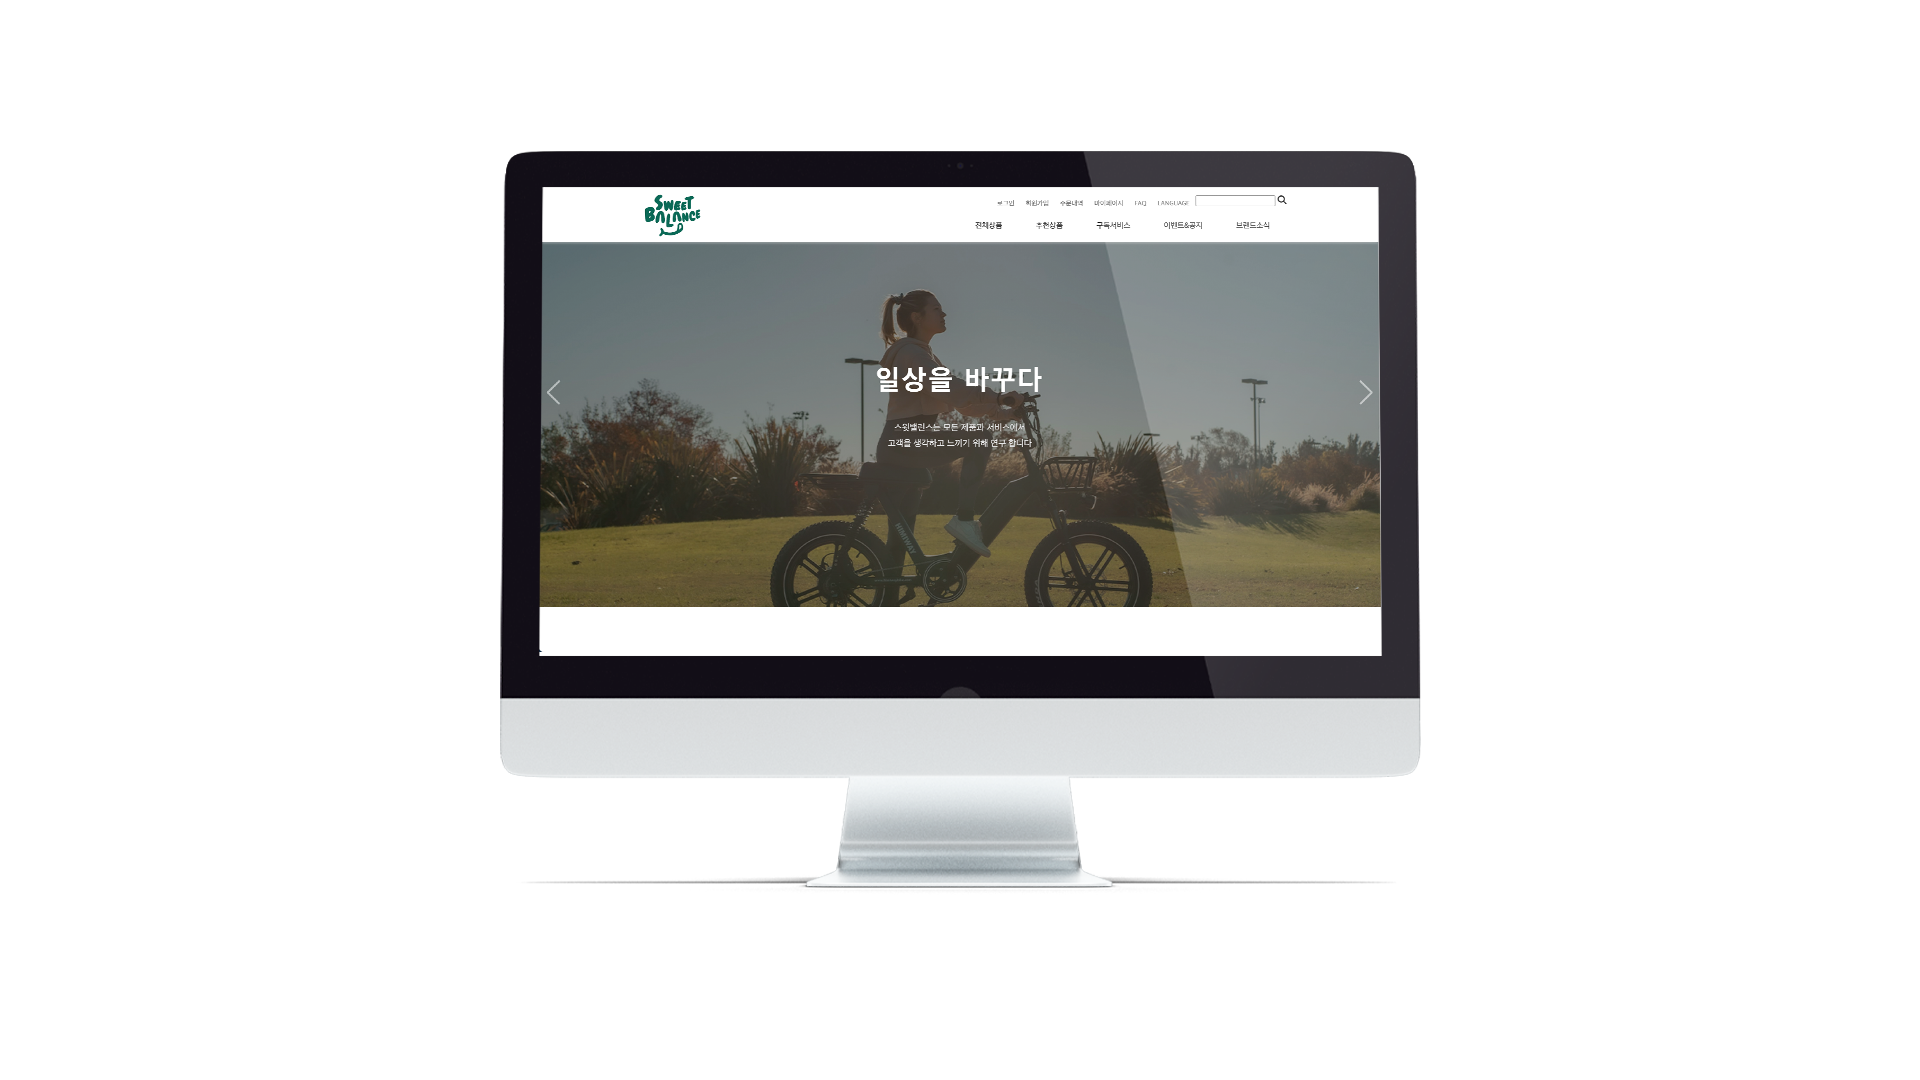 SWEET
BALANCE
로그인 회원가입 주문내역 마이페이지 FAQ LANGUAGE
전체상품 추천상품 구독서비스 이벤트&공지 브랜드소식
일상을 바꾸다
스윗밸런스는 모든 제품과 서비스에서
고객을 생각하고 느끼기 위해 연구 합니다
HIMIWAY